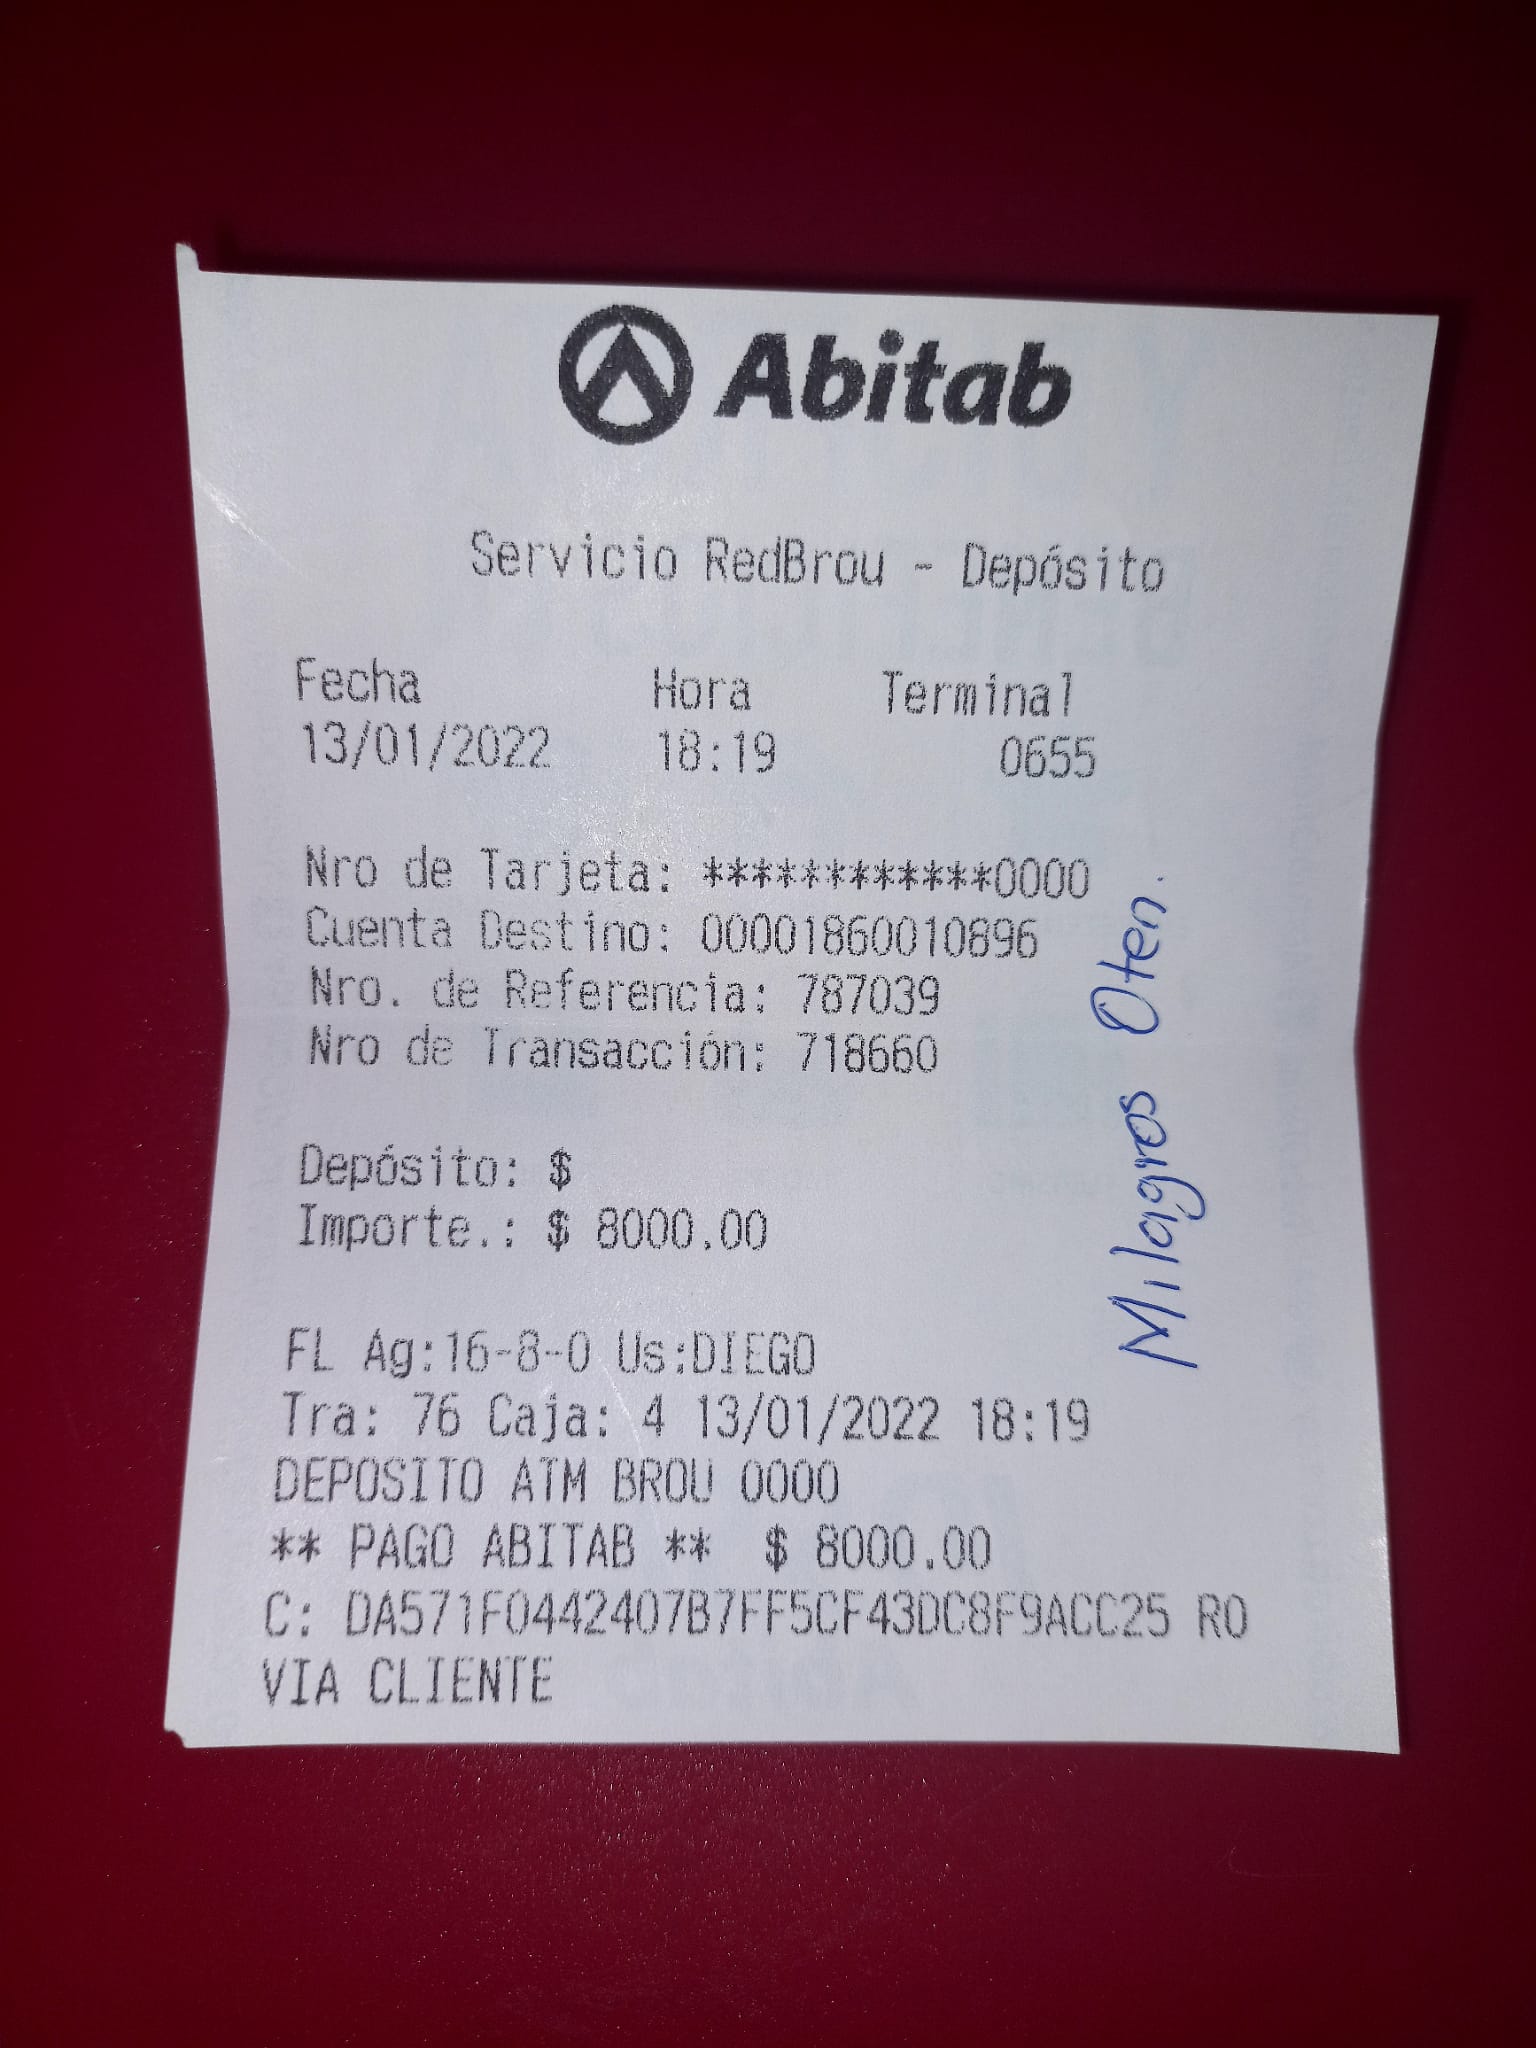 Abitab
Servicio RedBrou - Depósito
Fecha Hora Terminal
13/01/2022 18:19 0655
Nro de Tarjeta: ************0000
Cuenta Destino: 00001860010896
Nro. de Referencia: 787039
Nro de Transacción: 718660
Depósito: $
Importe.: $ 8000.00
FL Ag:16-8-0 Us:DIEGO
Tra: 76 Caja: 4 13/01/2022 18:19
DEPOSITO ATM BROU 0000
** PAGO ABITAB ** $ 8000.00
C: DA571F0442407B7FF5CF43DC8F9ACC25 RO
VIA CLIENTE
Milagros Oten.